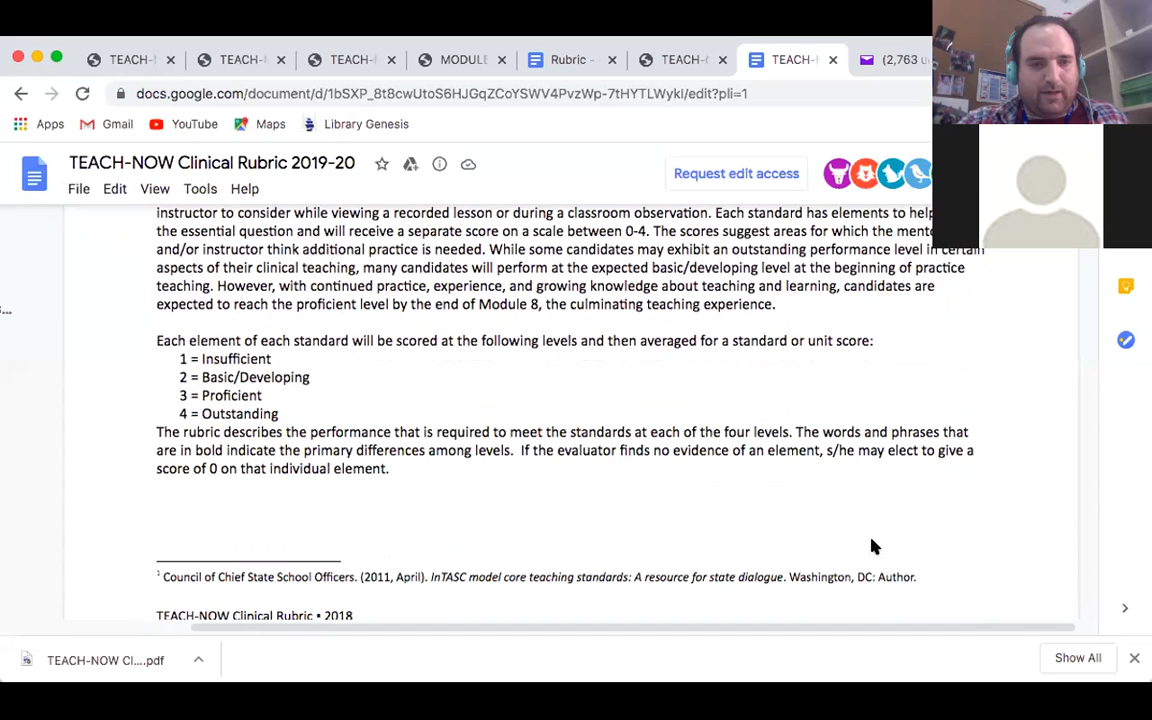 TEACH-
TEACH-
TEACH-
MODULE
Rubric -
TEACH-
TEACH-
(2,763 u
docs.google.com/document/d/1bSXP_8t8cwUtoS6HJGqZCoYSWV4PvzWp-7tHYTLWykI/edit?pli=1
Apps Gmail YouTube Maps Library Genesis
TEACH-NOW Clinical Rubric 2019-20
Request edit access
File Edit View Tools Help
instructor to consider while viewing a recorded lesson or during a classroom observation. Each standard has elements to help
the essential question and will receive a separate score on a scale between 0-4. The scores suggest areas for which the mento
and/or instructor think additional practice is needed. While some candidates may exhibit an outstanding performance level in certain
aspects of their clinical teaching, many candidates will perform at the expected basic/developing level at the beginning of practice
teaching. However, with continued practice, experience, and growing knowledge about teaching and learning, candidates are
expected to reach the proficient level by the end of Module 8, the culminating teaching experience.
Each element of each standard will be scored at the following levels and then averaged for a standard or unit score:
1 = Insufficient
2 = Basic/Developing
3 = Proficient
4 = Outstanding
The rubric describes the performance that is required to meet the standards at each of the four levels. The words and phrases that
are in bold indicate the primary differences among levels. If the evaluator finds no evidence of an element, s/he may elect to give a
score of 0 on that individual element.
1 Council of Chief State School Officers. (2011, April). InTASC model core teaching standards: A resource for state dialogue. Washington, DC: Author.
TEACH-NOW Clinical Rubric • 2018
TEACH-NOW Cl....pdf
Show All